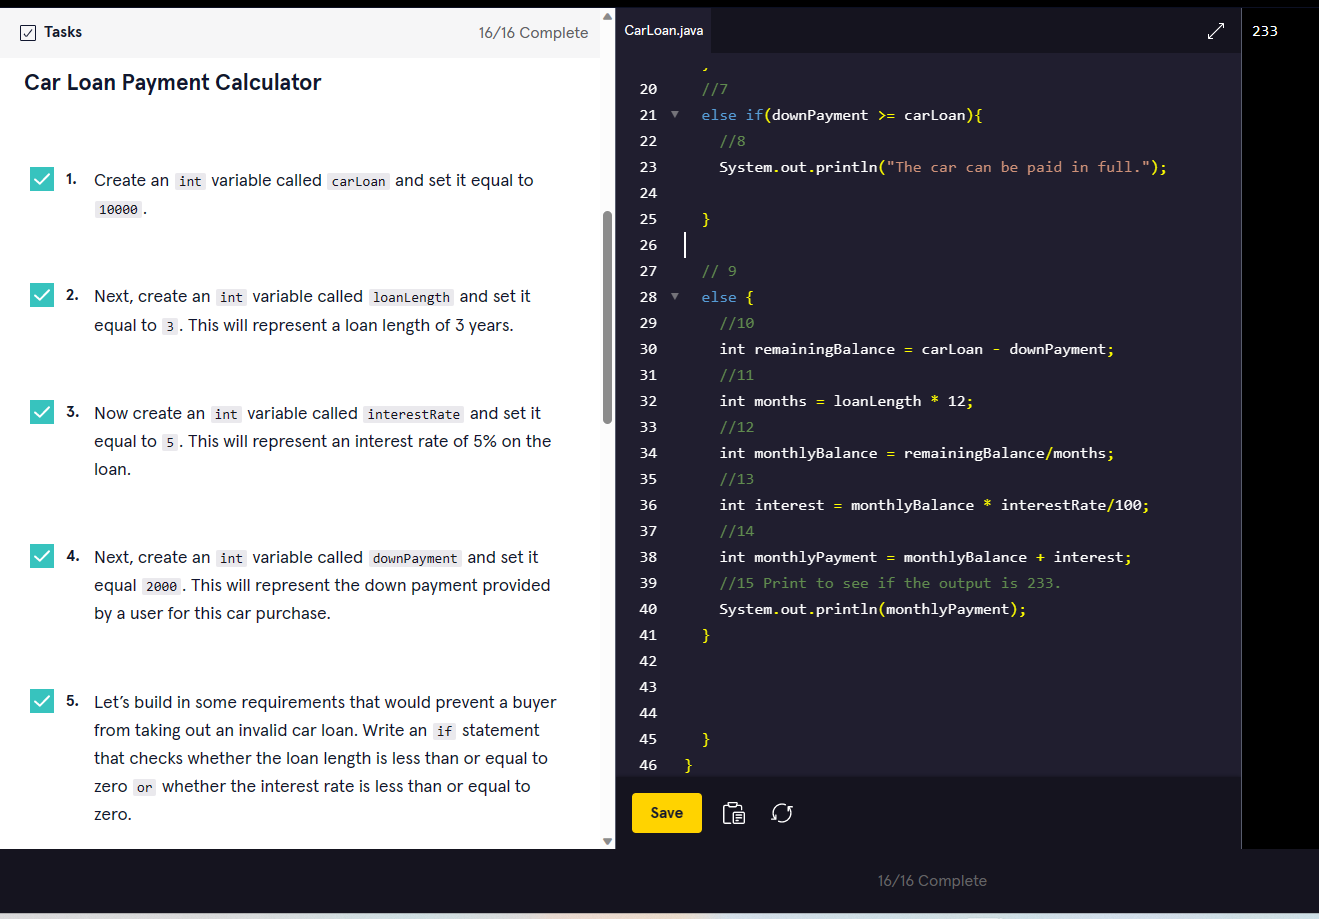 Tasks
16/16 Complete
Car Loan Payment Calculator
1. Create an int variable called carLoan and set it equal to
10000 .
2. Next, create an int variable called loanLength and set it
equal to 3 . This will represent a loan length of 3 years.
3. Now create an int variable called interestRate and set it
equal to 5 . This will represent an interest rate of 5% on the
loan.
4. Next, create an int variable called downPayment and set it
equal 2000 . This will represent the down payment provided
by a user for this car purchase.
5. Let’s build in some requirements that would prevent a buyer
from taking out an invalid car loan. Write an if statement
that checks whether the loan length is less than or equal to
zero or whether the interest rate is less than or equal to
zero.
CarLoan.java
20 //7
21 else if(downPayment >= carLoan){
22 //8
23 System.out.println("The car can be paid in full.");
24
25 }
26
27 // 9
28 else {
29 //10
30 int remainingBalance = carLoan - downPayment;
31 //11
32 int months = loanLength * 12;
33 //12
34 int monthlyBalance = remainingBalance/months;
35 //13
36 int interest = monthlyBalance * interestRate/100;
37 //14
38 int monthlyPayment = monthlyBalance + interest;
39 //15 Print to see if the output is 233.
40 System.out.println(monthlyPayment);
41 }
42
43
44
45 }
46 }
Save
233
16/16 Complete